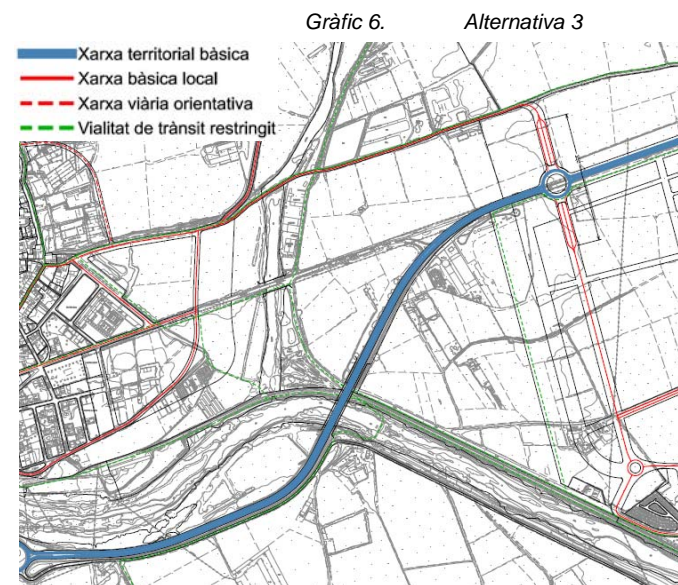 Gràfic 6. Alternativa 3
Xarxa territorial bàsica
Xarxa bàsica local
Xarxa viària orientativa
Vialitat de trànsit restringit